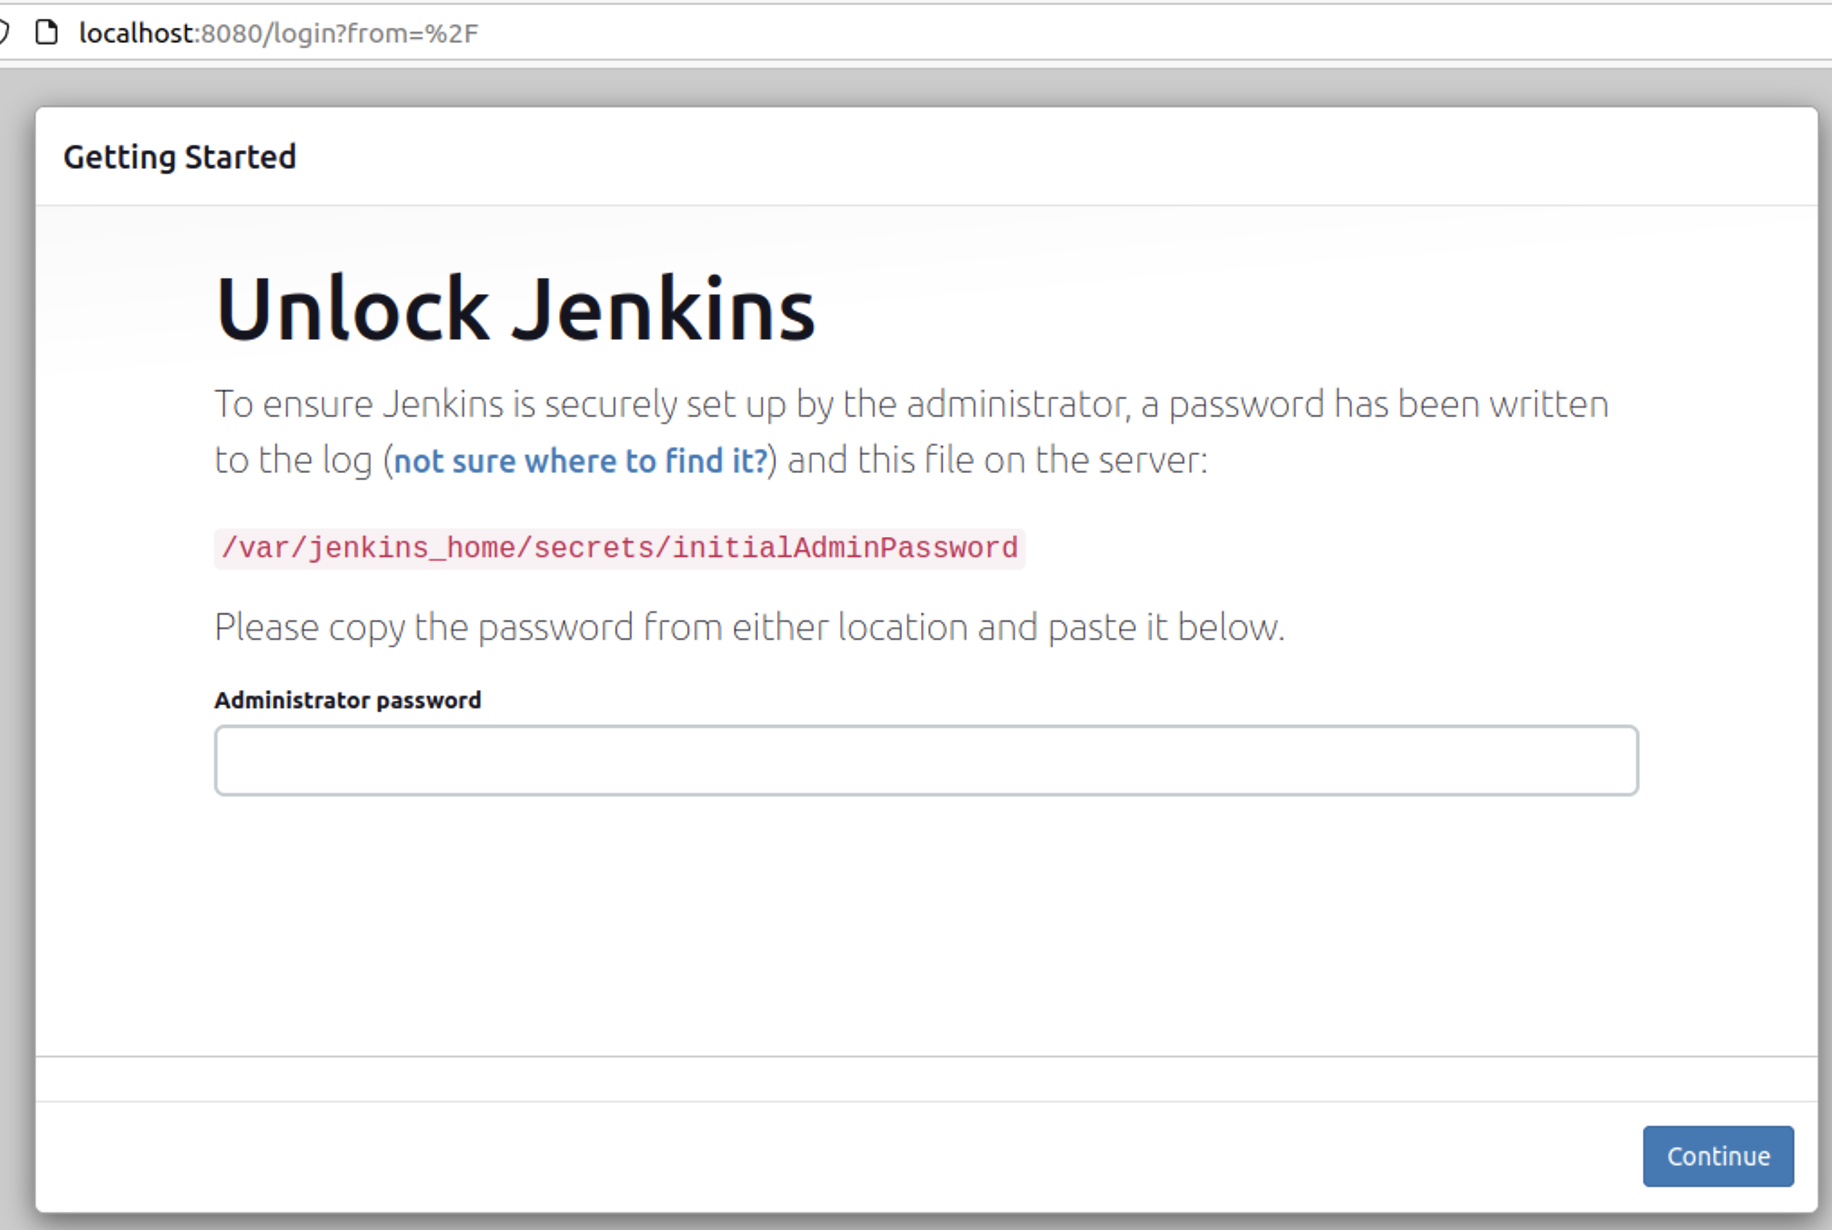 localhost:8080/login?from=%2F
Getting Started
Unlock Jenkins
To ensure Jenkins is securely set up by the administrator, a password has been written
to the log (not sure where to find it?) and this file on the server:
/var/jenkins_home/secrets/initialAdminPassword
Please copy the password from either location and paste it below.
Administrator password
Continue